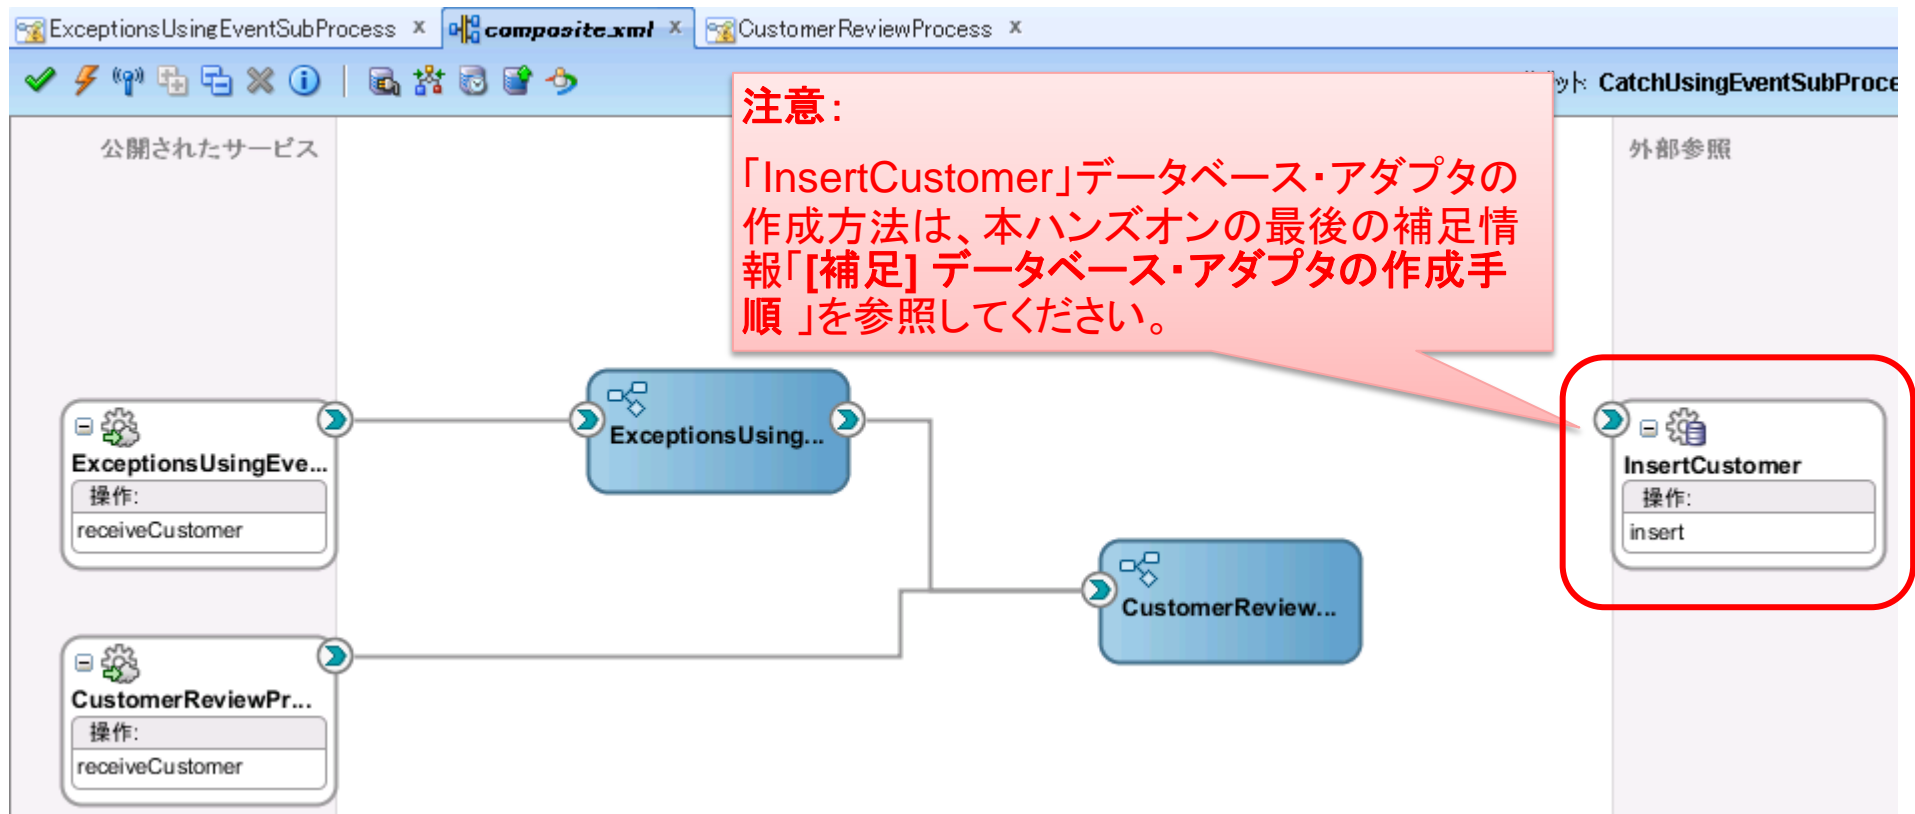 ExceptionsUsingEventSubProcess x
composite.xml x
CustomerReviewProcess x
ット: CatchUsingEventSubProce
公開されたサービス
外部参照
注意：
「InsertCustomer」データベース・アダプタの
作成方法は、本ハンズオンの最後の補足情
報「[補足] データベース・アダプタの作成手
順 」を参照してください。
ExceptionsUsingEve...
操作:
receiveCustomer
ExceptionsUsing...
InsertCustomer
操作:
insert
CustomerReview...
CustomerReviewPr...
操作:
receiveCustomer